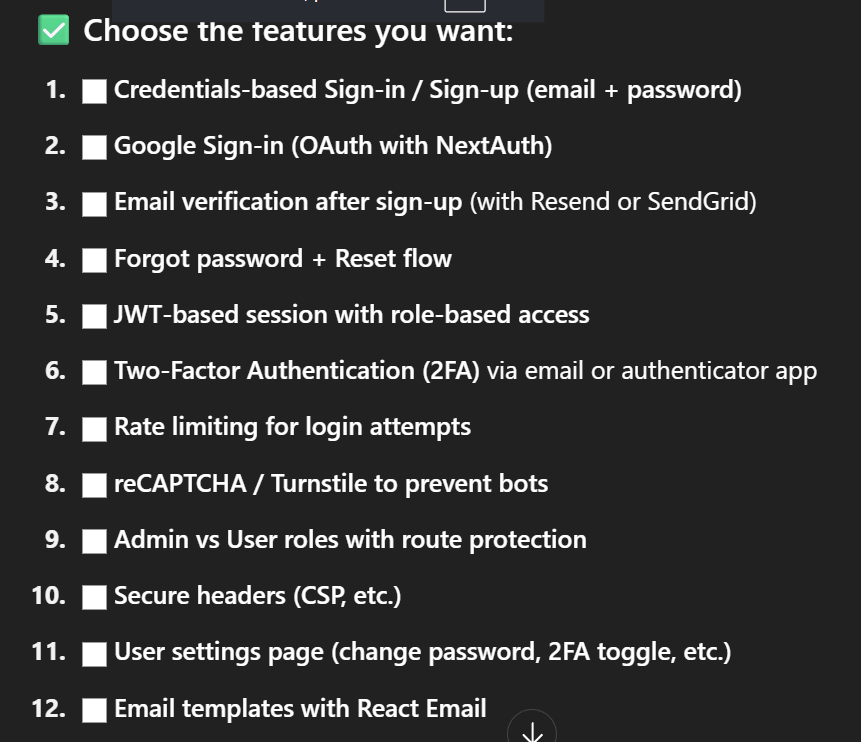 ✅ Choose the features you want:
1. Credentials-based Sign-in / Sign-up (email + password)
2. Google Sign-in (OAuth with NextAuth)
3. Email verification after sign-up (with Resend or SendGrid)
4. Forgot password + Reset flow
5. JWT-based session with role-based access
6. Two-Factor Authentication (2FA) via email or authenticator app
7. Rate limiting for login attempts
8. reCAPTCHA / Turnstile to prevent bots
9. Admin vs User roles with route protection
10. Secure headers (CSP, etc.)
11. User settings page (change password, 2FA toggle, etc.)
12. Email templates with React Email